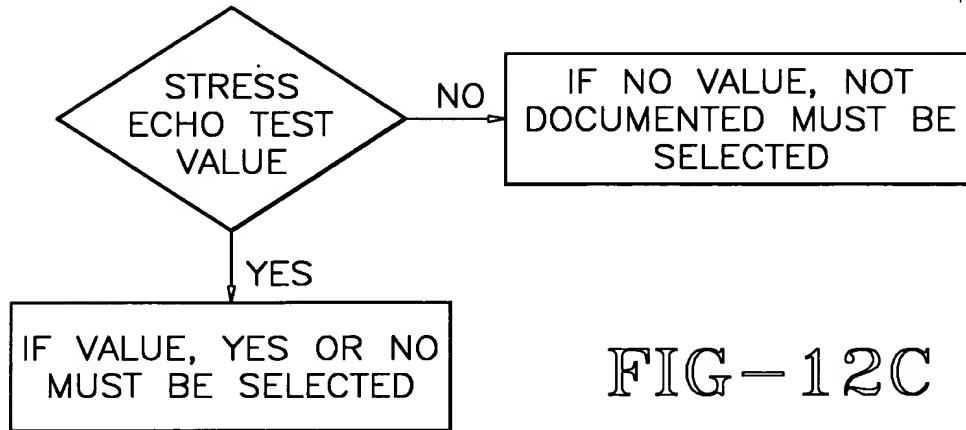 STRESS
ECHO TEST
VALUE
NO
IF NO VALUE, NOT
DOCUMENTED MUST BE
SELECTED
YES
IF VALUE, YES OR NO
MUST BE SELECTED
FIG-12C